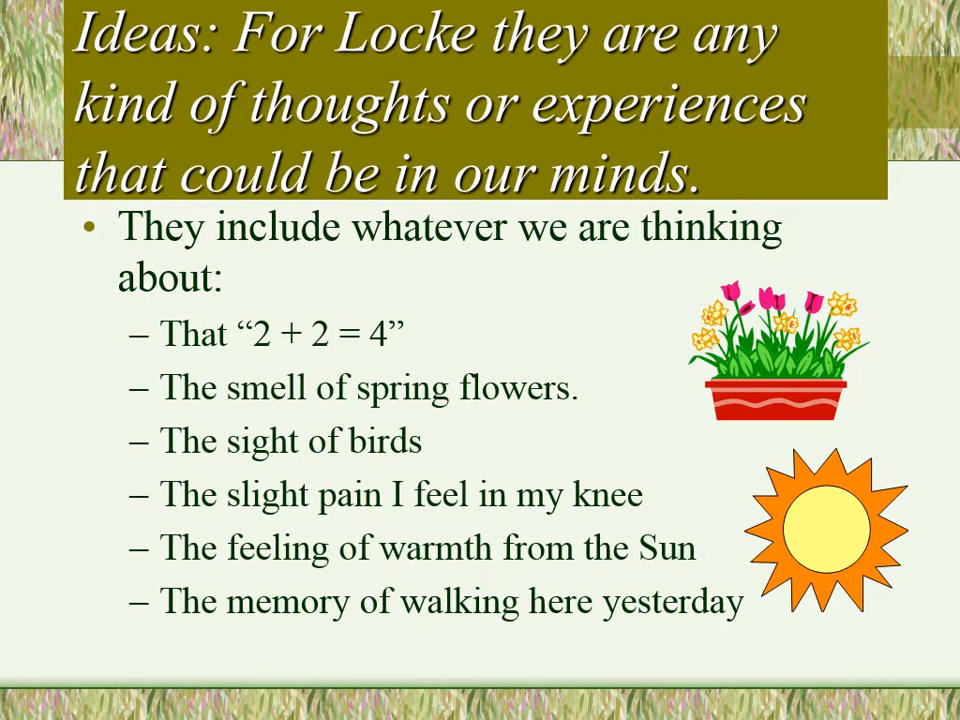 Ideas: For Locke they are any
kind of thoughts or experiences
that could be in our minds.
• They include whatever we are thinking
about:
– That “2 + 2 = 4”
– The smell of spring flowers.
– The sight of birds
– The slight pain I feel in my knee
– The feeling of warmth from the Sun
– The memory of walking here yesterday